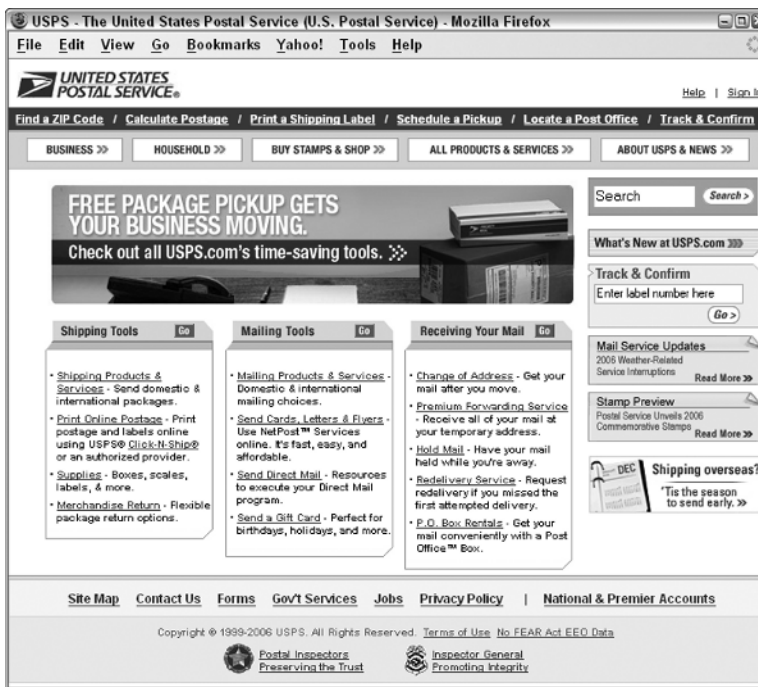 USPS - The United States Postal Service (U.S. Postal Service) - Mozilla Firefox
File Edit View Go Bookmarks Yahoo! Tools Help
UNITED STATES
POSTAL SERVICE®
Help | Sign In
Find a ZIP Code / Calculate Postage / Print a Shipping Label / Schedule a Pickup / Locate a Post Office / Track & Confirm
BUSINESS >> HOUSEHOLD >> BUY STAMPS & SHOP >> ALL PRODUCTS & SERVICES >> ABOUT USPS & NEWS >>
FREE PACKAGE PICKUP GETS
YOUR BUSINESS MOVING.
Check out all USPS.com's time-saving tools. >>
Search Search >
What's New at USPS.com >>>
Track & Confirm
Enter label number here
Go >
Mail Service Updates
2006 Weather-Related
Service Interruptions
Read More >>
Stamp Preview
Postal Service Unveils 2006
Commemorative Stamps
Read More >>
DEC
Shipping overseas?
'Tis the season
to send early. >>
Shipping Tools Go
· Shipping Products &
Services - Send domestic &
international packages.
· Print Online Postage - Print
postage and labels online
using USPS® Click-N-Ship®
or an authorized provider.
· Supplies - Boxes, scales,
labels, & more.
· Merchandise Return - Flexible
package return options.
Mailing Tools Go
· Mailing Products & Services -
Domestic & international
mailing choices.
· Send Cards, Letters & Flyers -
Use NetPost™ Services
online. It's fast, easy, and
affordable.
· Send Direct Mail - Resources
to execute your Direct Mail
program.
· Send a Gift Card - Perfect for
birthdays, holidays, and more.
Receiving Your Mail Go
· Change of Address - Get your
mail after you move.
· Premium Forwarding Service
- Receive all of your mail at
your temporary address.
· Hold Mail - Have your mail
held while you're away.
· Redelivery Service - Request
redelivery if you missed the
first attempted delivery.
· P.O. Box Rentals - Get your
mail conveniently with a Post
Office™ Box.
Site Map Contact Us Forms Gov't Services Jobs Privacy Policy | National & Premier Accounts
Copyright © 1999-2006 USPS. All Rights Reserved. Terms of Use No FEAR Act EEO Data
Postal Inspectors
Preserving the Trust
Inspector General
Promoting Integrity